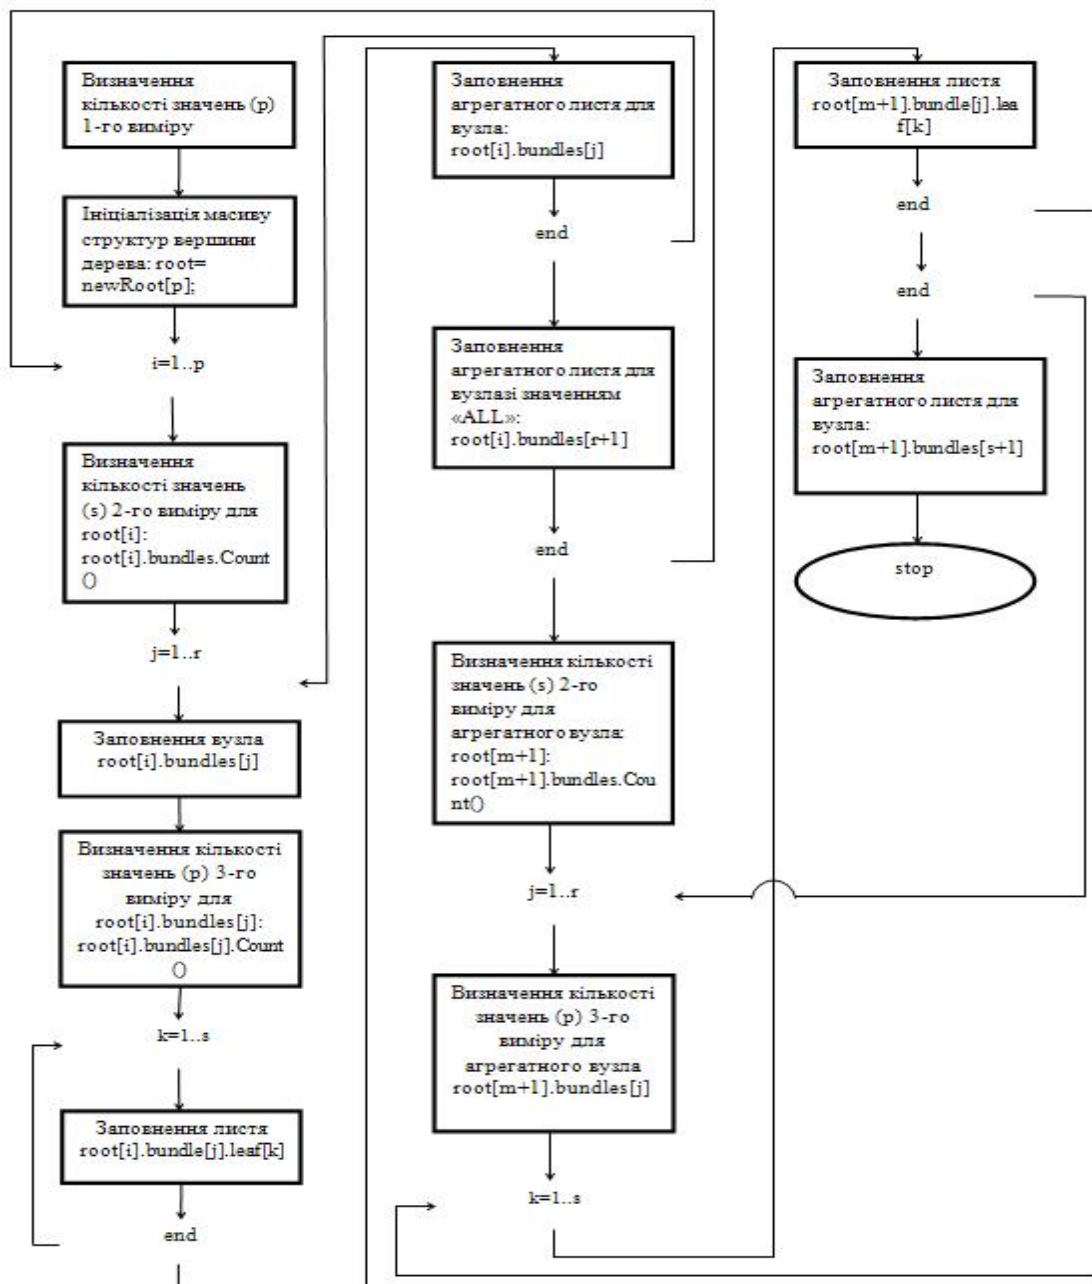 Визначення
кількості значень (p)
1-го виміру
Ініціалізація масиву
структур вершини
дерева: root=
newRoot[p];
i=1..p
Визначення
кількості значень
(s) 2-го виміру для
root[i]:
root[i].bundles.Count
()
j=1..r
Заповнення вузла
root[i].bundles[j]
Визначення кількості
значень (p) 3-го
виміру для
root[i].bundles[j]:
root[i].bundles[j].Count
()
k=1..s
Заповнення листя
root[i].bundle[j].leaf[k]
end
Заповнення
агрегатного листя для
вузла:
root[i].bundles[j]
end
Заповнення
агрегатного листя для
вузлазі значенням
«ALL»:
root[i].bundles[r+1]
end
Визначення кількості
значень (s) 2-го
виміру для
агрегатного вузла:
root[m+1]:
root[m+1].bundles.Cou
nt()
j=1..r
Визначення кількості
значень (p) 3-го
виміру для
агрегатного вузла
root[m+1].bundles[j]
k=1..s
Заповнення листя
root[m+1].bundle[j].lea
f[k]
end
end
Заповнення
агрегатного листя для
вузла:
root[m+1].bundles[s+1]
stop